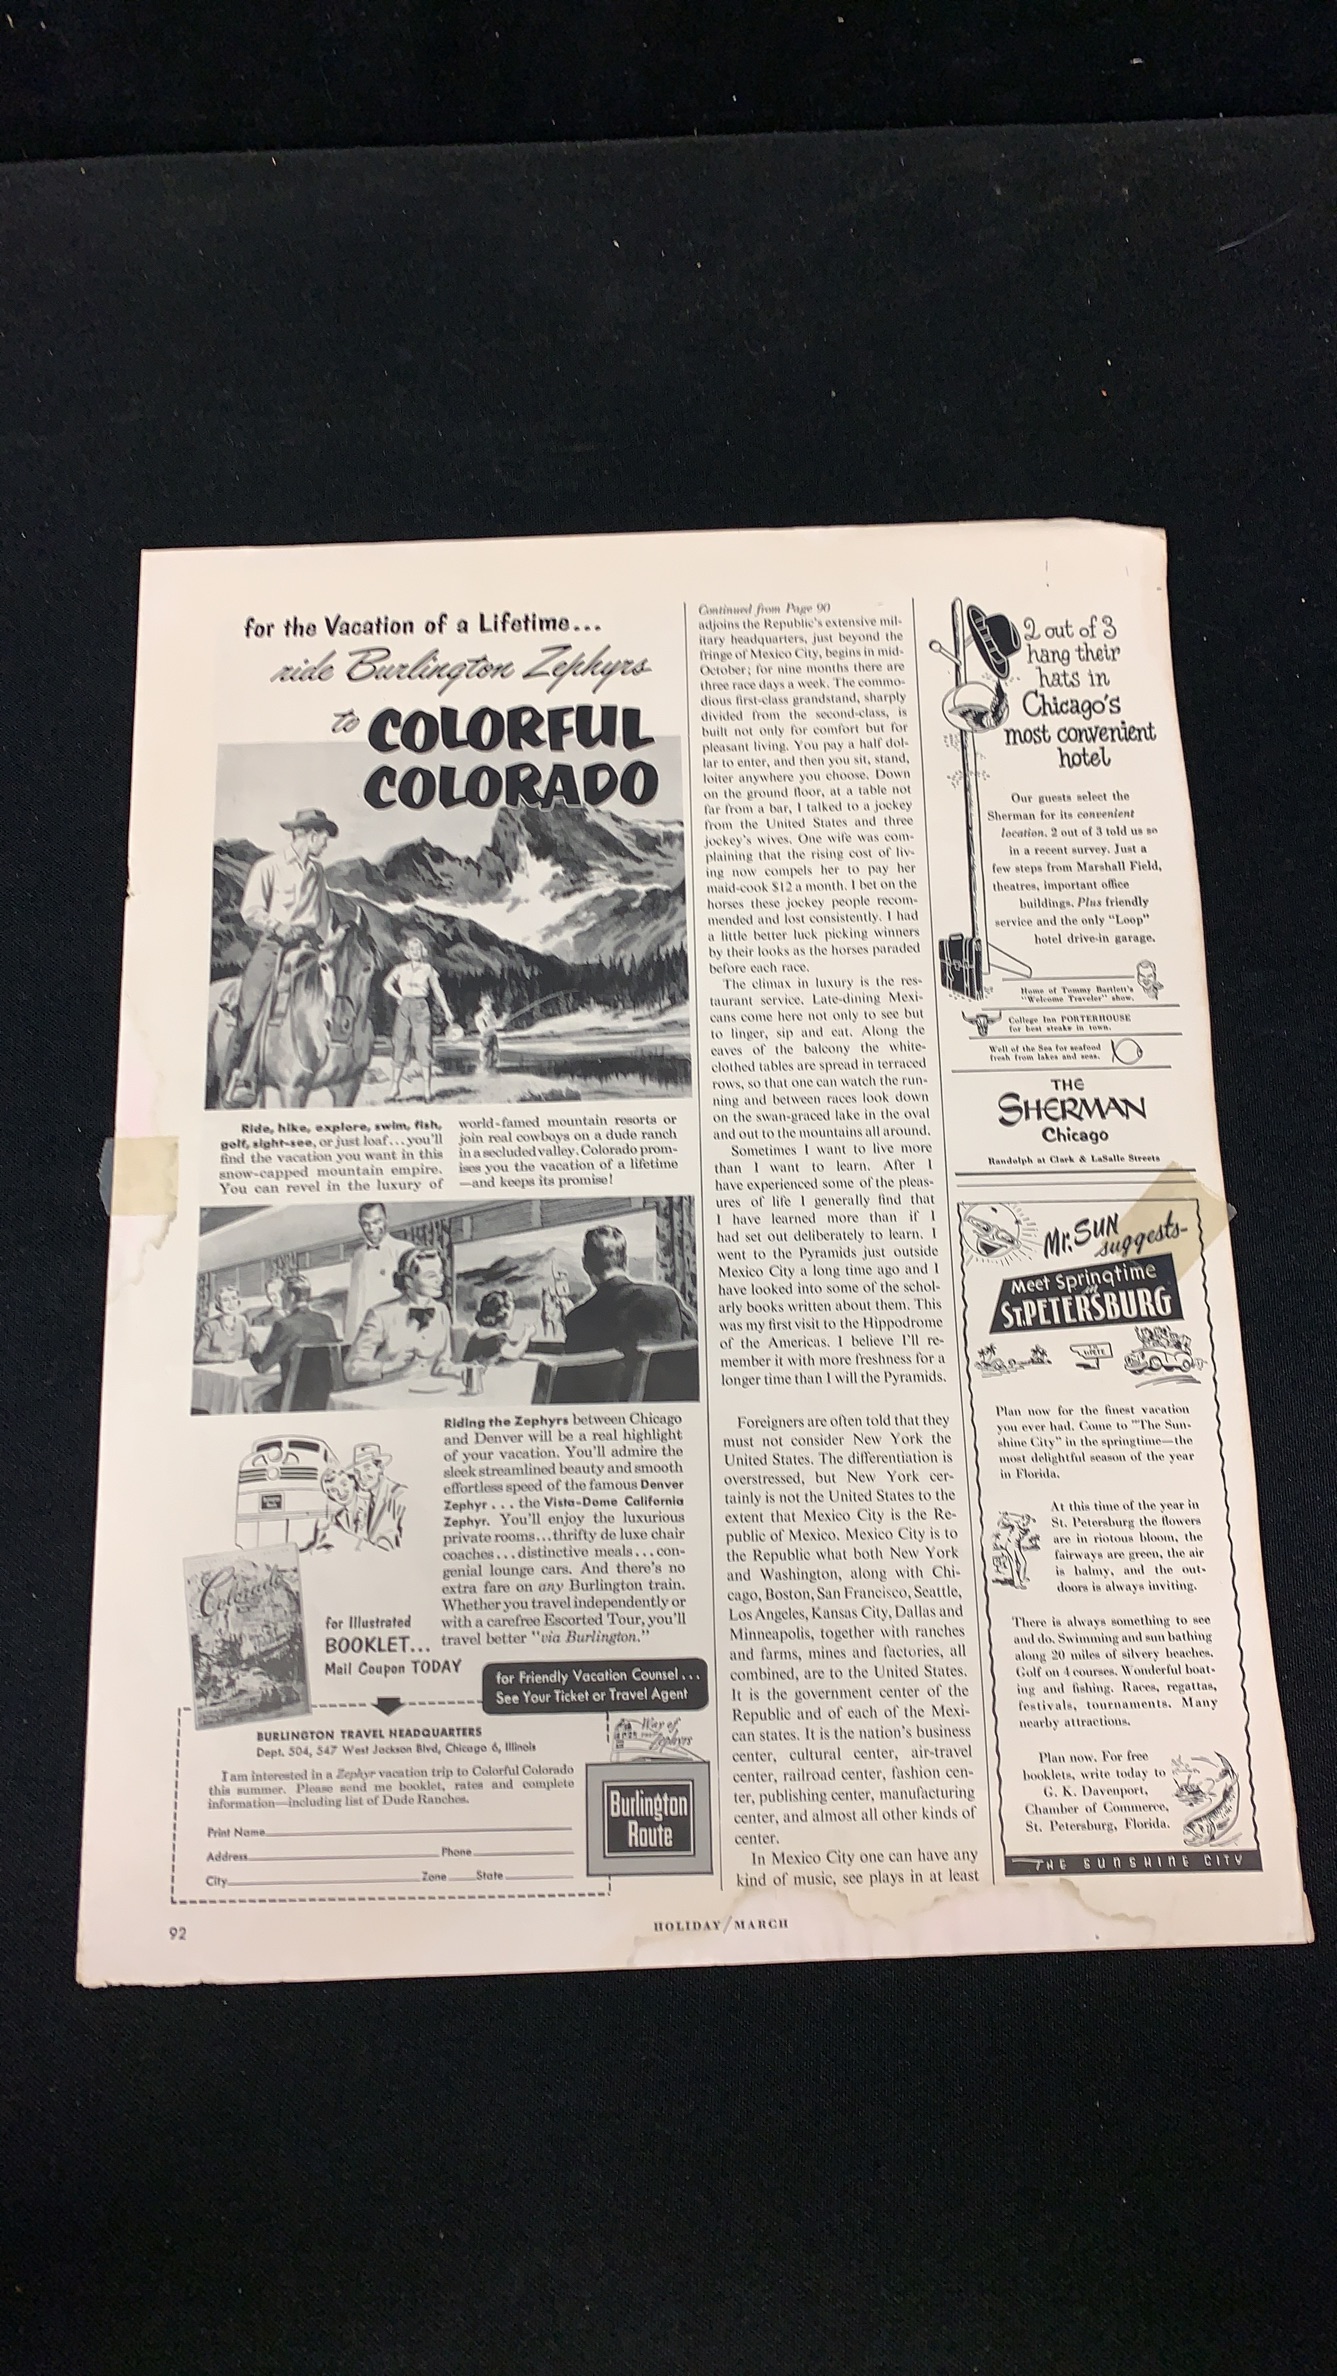 for the Vacation of a Lifetime...
ride Burlington Zephyrs
to COLORFUL
COLORADO
Ride, hike, explore, swim, fish,
golf, sight-see, or just loaf...you'll
find the vacation you want in this
snow-capped mountain empire.
You can revel in the luxury of
world-famed mountain resorts or
join real cowboys on a dude ranch
in a secluded valley. Colorado prom-
ises you the vacation of a lifetime
—and keeps its promise!
Riding the Zephyrs between Chicago
and Denver will be a real highlight
of your vacation. You'll admire the
sleek streamlined beauty and smooth
effortless speed of the famous Denver
Zephyr... the Vista-Dome California
Zephyr. You'll enjoy the luxurious
private rooms...thrifty de luxe chair
coaches...distinctive meals...con-
genial lounge cars. And there's no
extra fare on any Burlington train.
Whether you travel independently or
with a carefree Escorted Tour, you'll
travel better "via Burlington."
Colorado
for Illustrated
BOOKLET...
Mail Coupon TODAY
for Friendly Vacation Counsel...
See Your Ticket or Travel Agent
BURLINGTON TRAVEL HEADQUARTERS
Dept. 504, 547 West Jackson Blvd, Chicago 6, Illinois
I am interested in a Zephyr vacation trip to Colorful Colorado
this summer. Please send me booklet, rates and complete
information—including list of Dude Ranches.
Print Name
Address Phone
City Zone State
Way of
the Zephyrs
Burlington
Route
92
Continued from Page 90
adjoins the Republic's extensive mil-
itary headquarters, just beyond the
fringe of Mexico City, begins in mid-
October; for nine months there are
three race days a week. The commo-
dious first-class grandstand, sharply
divided from the second-class, is
built not only for comfort but for
pleasant living. You pay a half dol-
lar to enter, and then you sit, stand,
loiter anywhere you choose. Down
on the ground floor, at a table not
far from a bar, I talked to a jockey
from the United States and three
jockey's wives. One wife was com-
plaining that the rising cost of liv-
ing now compels her to pay her
maid-cook $12 a month. I bet on the
horses these jockey people recom-
mended and lost consistently. I had
a little better luck picking winners
by their looks as the horses paraded
before each race.
The climax in luxury is the res-
taurant service. Late-dining Mexi-
cans come here not only to see but
to linger, sip and eat. Along the
eaves of the balcony the white-
clothed tables are spread in terraced
rows, so that one can watch the run-
ning and between races look down
on the swan-graced lake in the oval
and out to the mountains all around.
Sometimes I want to live more
than I want to learn. After I
have experienced some of the pleas-
ures of life I generally find that
I have learned more than if I
had set out deliberately to learn. I
went to the Pyramids just outside
Mexico City a long time ago and I
have looked into some of the schol-
arly books written about them. This
was my first visit to the Hippodrome
of the Americas. I believe I'll re-
member it with more freshness for a
longer time than I will the Pyramids.
Foreigners are often told that they
must not consider New York the
United States. The differentiation is
overstressed, but New York cer-
tainly is not the United States to the
extent that Mexico City is the Re-
public of Mexico. Mexico City is to
the Republic what both New York
and Washington, along with Chi-
cago, Boston, San Francisco, Seattle,
Los Angeles, Kansas City, Dallas and
Minneapolis, together with ranches
and farms, mines and factories, all
combined, are to the United States.
It is the government center of the
Republic and of each of the Mexi-
can states. It is the nation's business
center, cultural center, air-travel
center, railroad center, fashion cen-
ter, publishing center, manufacturing
center, and almost all other kinds of
center.
In Mexico City one can have any
kind of music, see plays in at least
HOLIDAY/MARCH
2 out of 3
hang their
hats in
Chicago's
most convenient
hotel
Our guests select the
Sherman for its convenient
location. 2 out of 3 told us so
in a recent survey. Just a
few steps from Marshall Field,
theatres, important office
buildings. Plus friendly
service and the only "Loop"
hotel drive-in garage.
Home of Tommy Bartlett's
"Welcome Traveler" show.
College Inn PORTERHOUSE
for best steaks in town.
Well of the Sea for seafood
fresh from lakes and seas.
THE
SHERMAN
Chicago
Randolph at Clark & LaSalle Streets
Mr. SUN
suggests-
Meet Springtime
in
ST. PETERSBURG
Plan now for the finest vacation
you ever had. Come to "The Sun-
shine City" in the springtime—the
most delightful season of the year
in Florida.
At this time of the year in
St. Petersburg the flowers
are in riotous bloom, the
fairways are green, the air
is balmy, and the out-
doors is always inviting.
There is always something to see
and do. Swimming and sun bathing
along 20 miles of silvery beaches.
Golf on 4 courses. Wonderful boat-
ing and fishing. Races, regattas,
festivals, tournaments. Many
nearby attractions.
Plan now. For free
booklets, write today to
G. K. Davenport,
Chamber of Commerce,
St. Petersburg, Florida.
THE SUNSHINE CITY